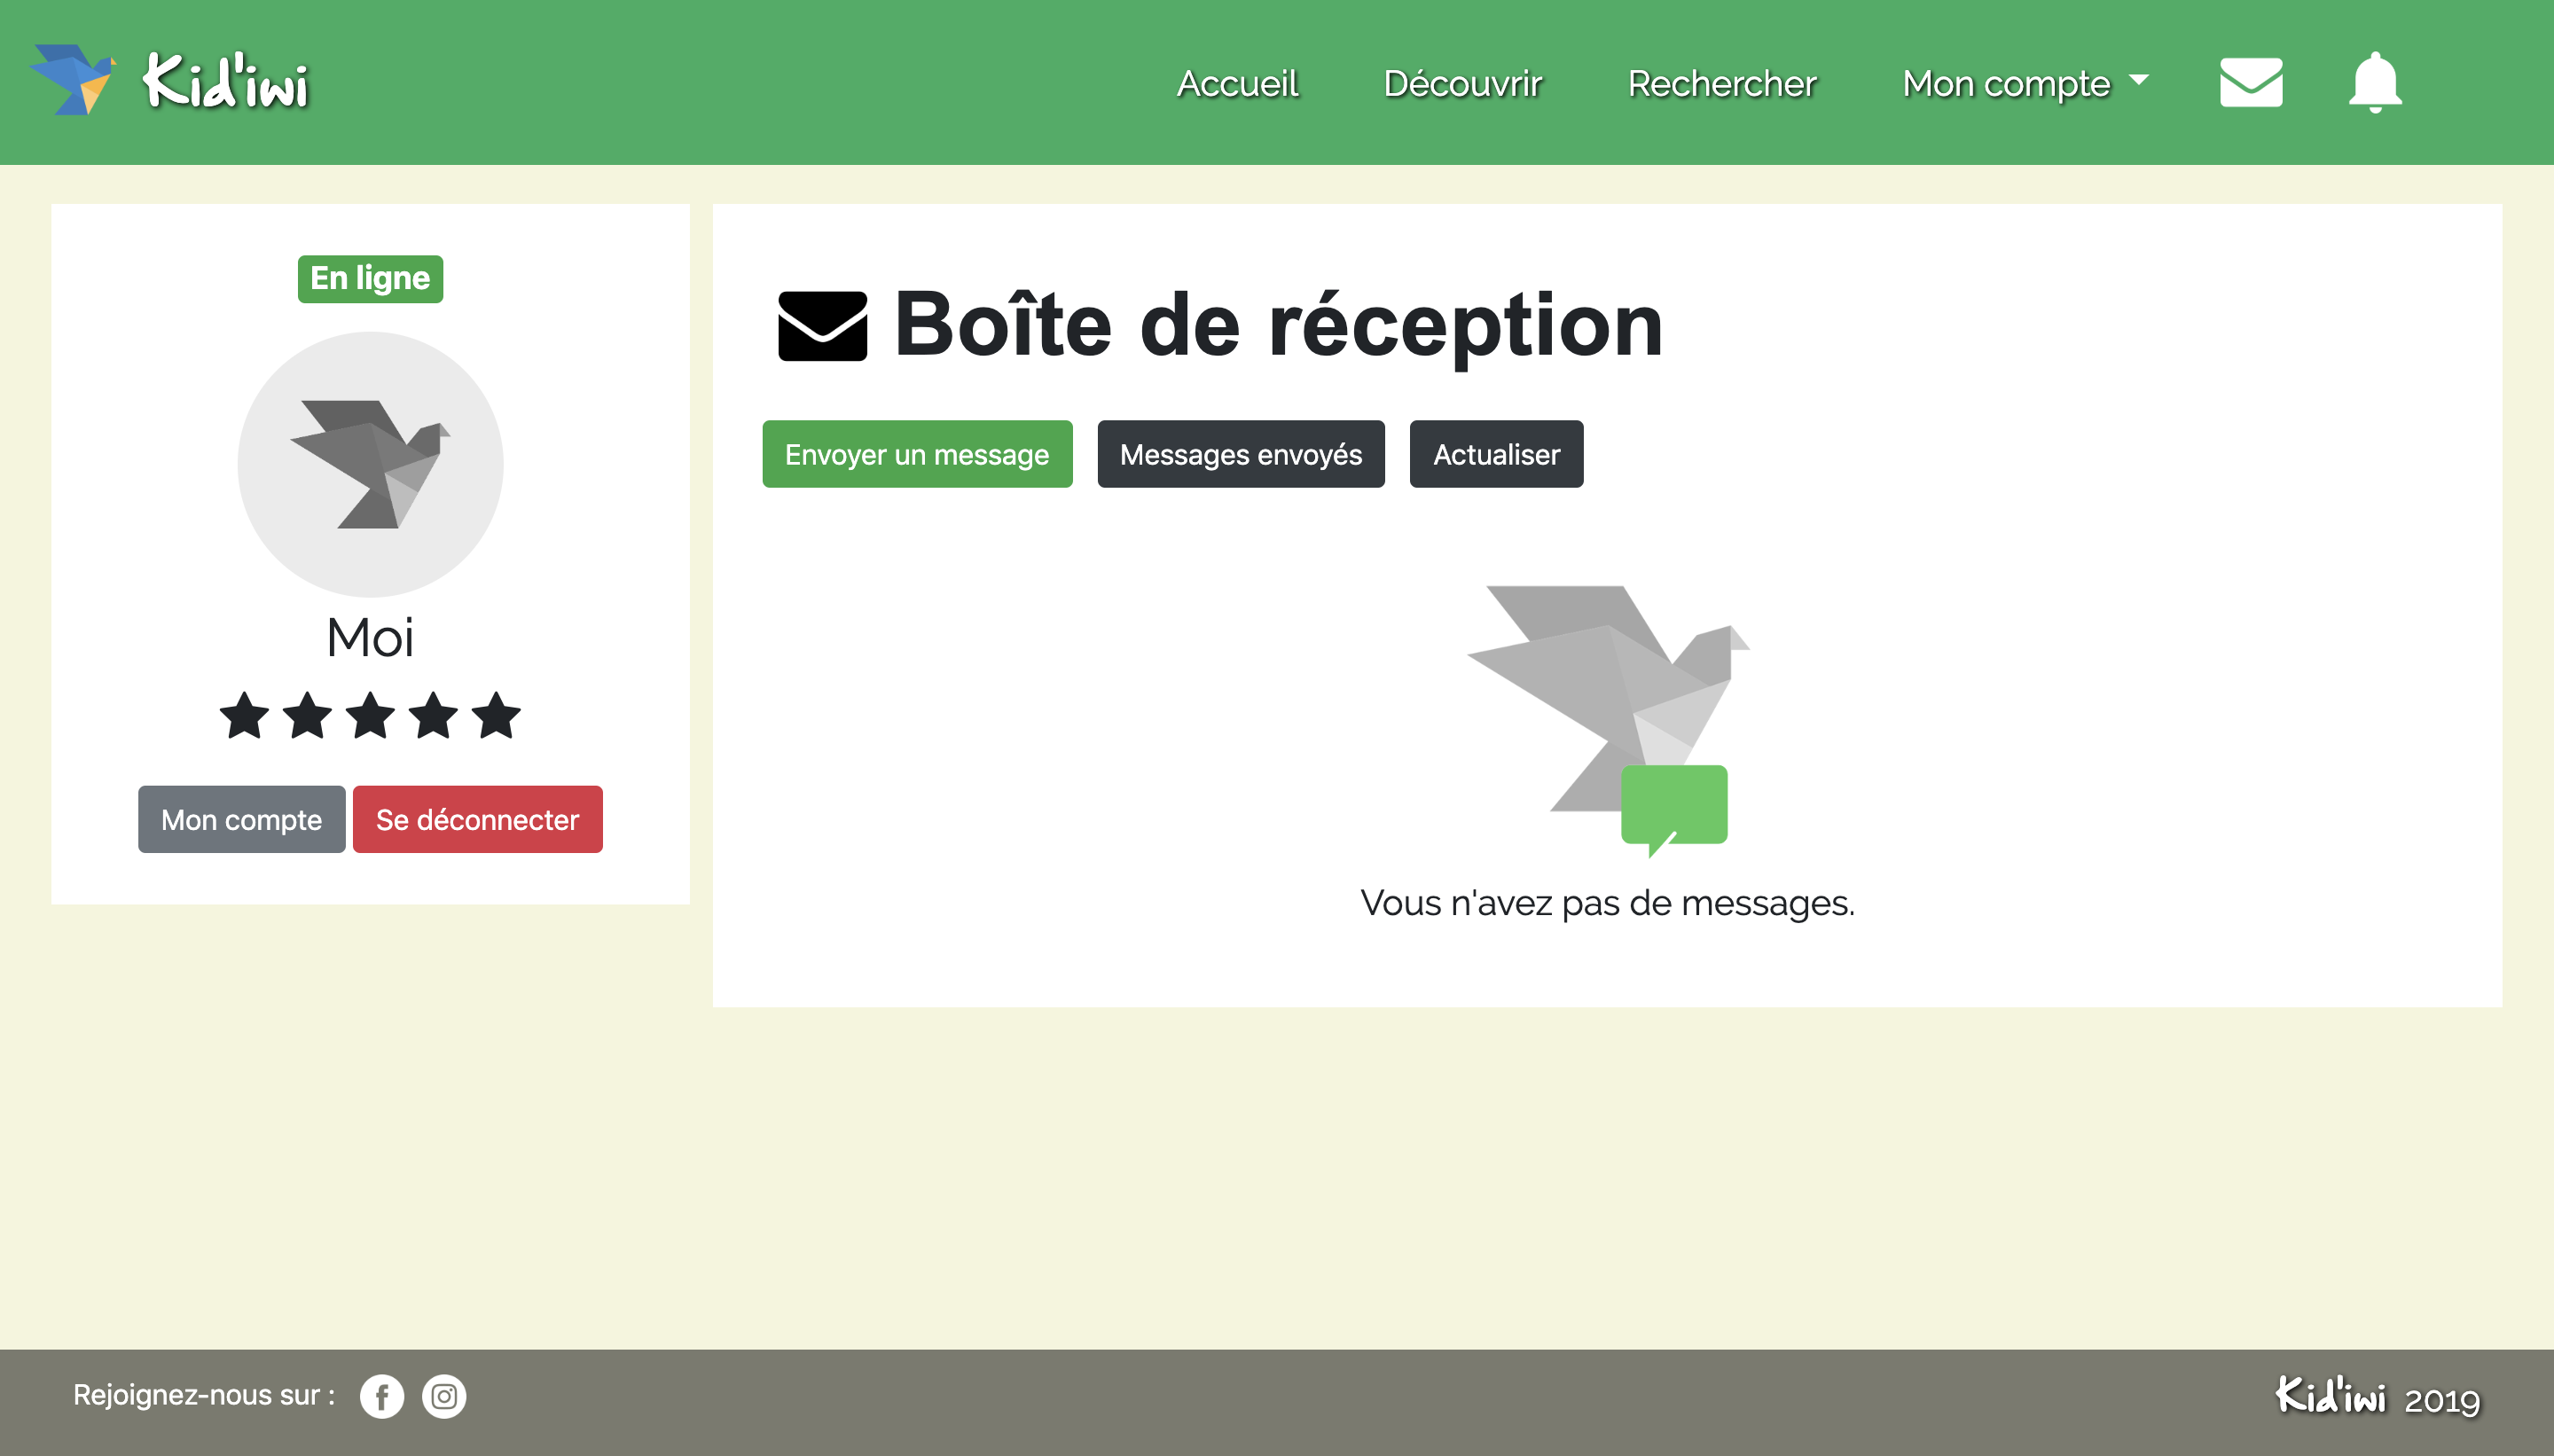 Kid'iwi
Accueil Découvrir Rechercher Mon compte
En ligne
Moi
Mon compte Se déconnecter
Boîte de réception
Envoyer un message Messages envoyés Actualiser
Vous n'avez pas de messages.
Rejoignez-nous sur :
Kid'iwi 2019